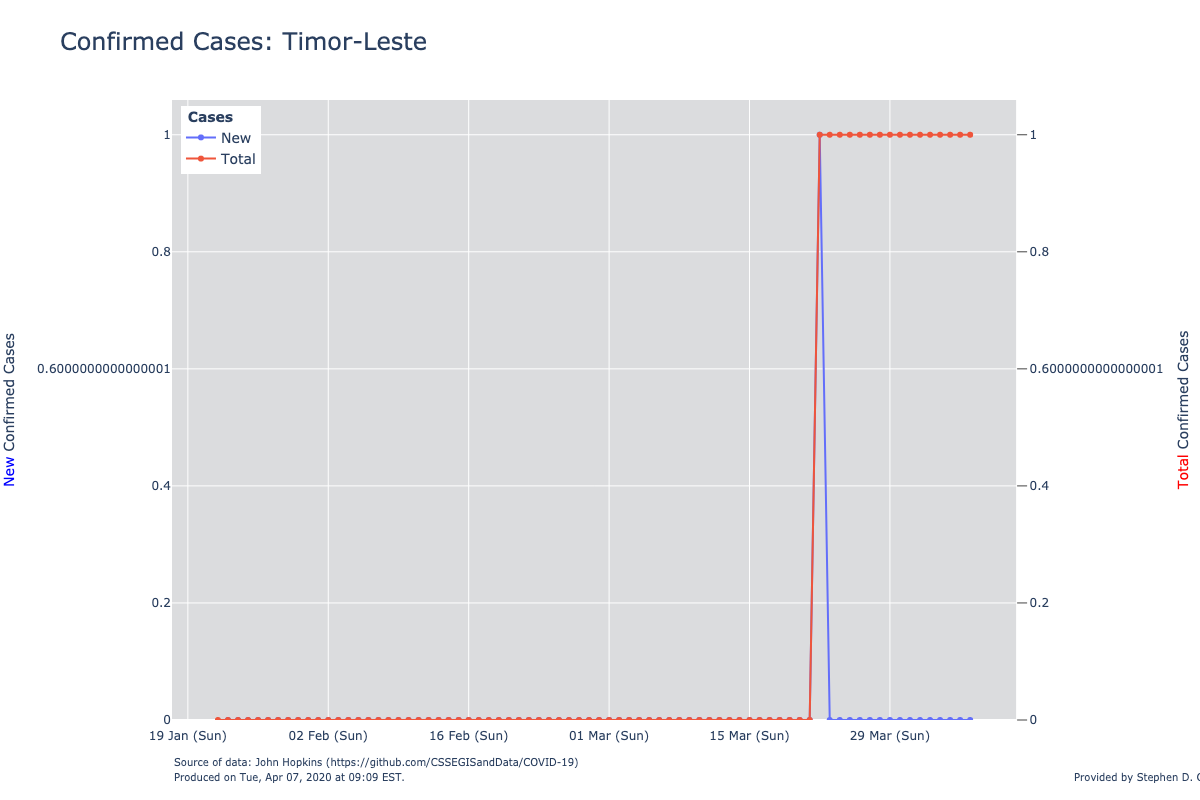 Confirmed Cases: Timor-Leste
Cases
New
Total
1
0.8
0.6000000000000001
0.4
0.2
0
1
0.8
0.6000000000000001
0.4
0.2
0
New Confirmed Cases
Total Confirmed Cases
19 Jan (Sun) 02 Feb (Sun) 16 Feb (Sun) 01 Mar (Sun) 15 Mar (Sun) 29 Mar (Sun)
Source of data: John Hopkins (https://github.com/CSSEGISandData/COVID-19)
Produced on Tue, Apr 07, 2020 at 09:09 EST.
Provided by Stephen D.